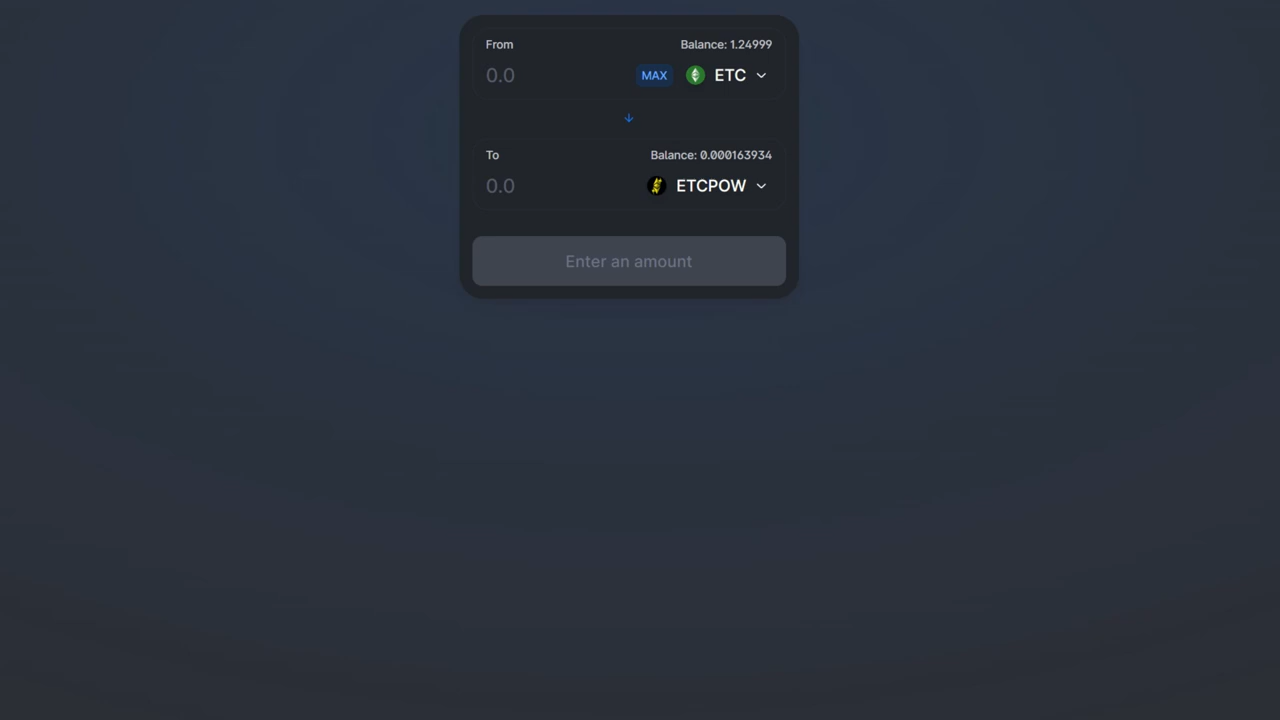 From Balance: 1.24999
0.0 MAX ETC
To Balance: 0.000163934
0.0 ETCPOW
Enter an amount